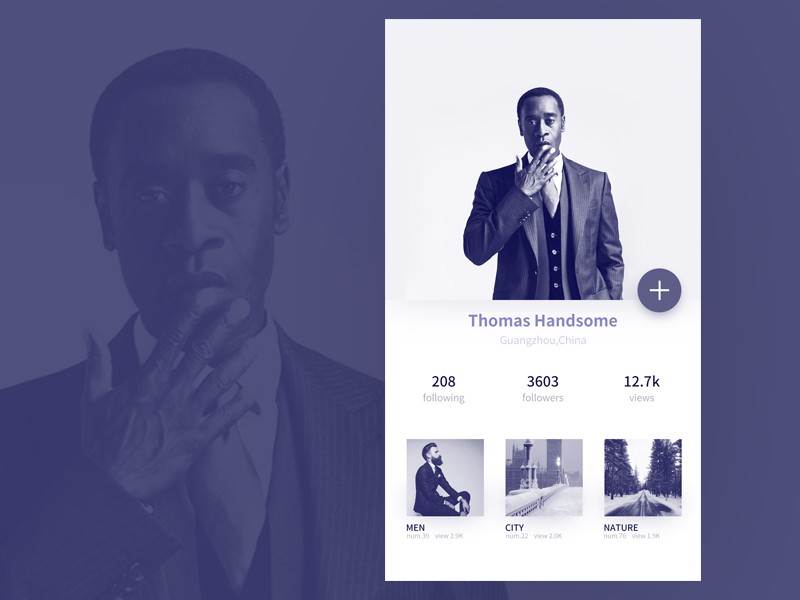 Thomas Handsome
Guangzhou,China
208 3603 12.7k
following followers views
MEN CITY NATURE
num.39 view 2.9K num.22 view 2.0K num.76 view 1.9K